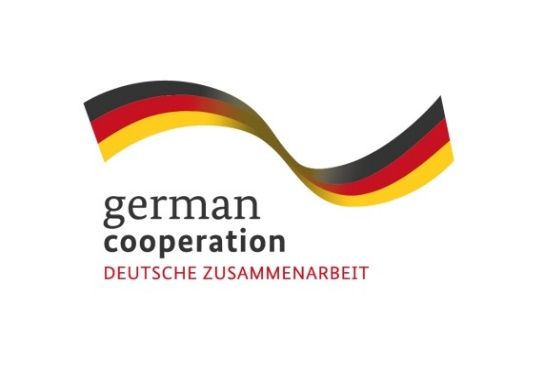 german
cooperation
DEUTSCHE ZUSAMMENARBEIT